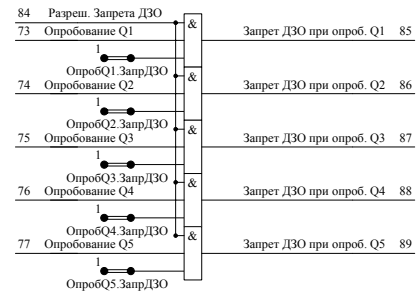 84 Разреш. Запрета ДЗО
&
73 Опробование Q1 Запрет ДЗО при опроб. Q1 85
1
ОпробQ1.ЗапрДЗО
&
74 Опробование Q2 Запрет ДЗО при опроб. Q2 86
1
ОпробQ2.ЗапрДЗО
&
75 Опробование Q3 Запрет ДЗО при опроб. Q3 87
1
ОпробQ3.ЗапрДЗО
&
76 Опробование Q4 Запрет ДЗО при опроб. Q4 88
1
ОпробQ4.ЗапрДЗО
&
77 Опробование Q5 Запрет ДЗО при опроб. Q5 89
1
ОпробQ5.ЗапрДЗО